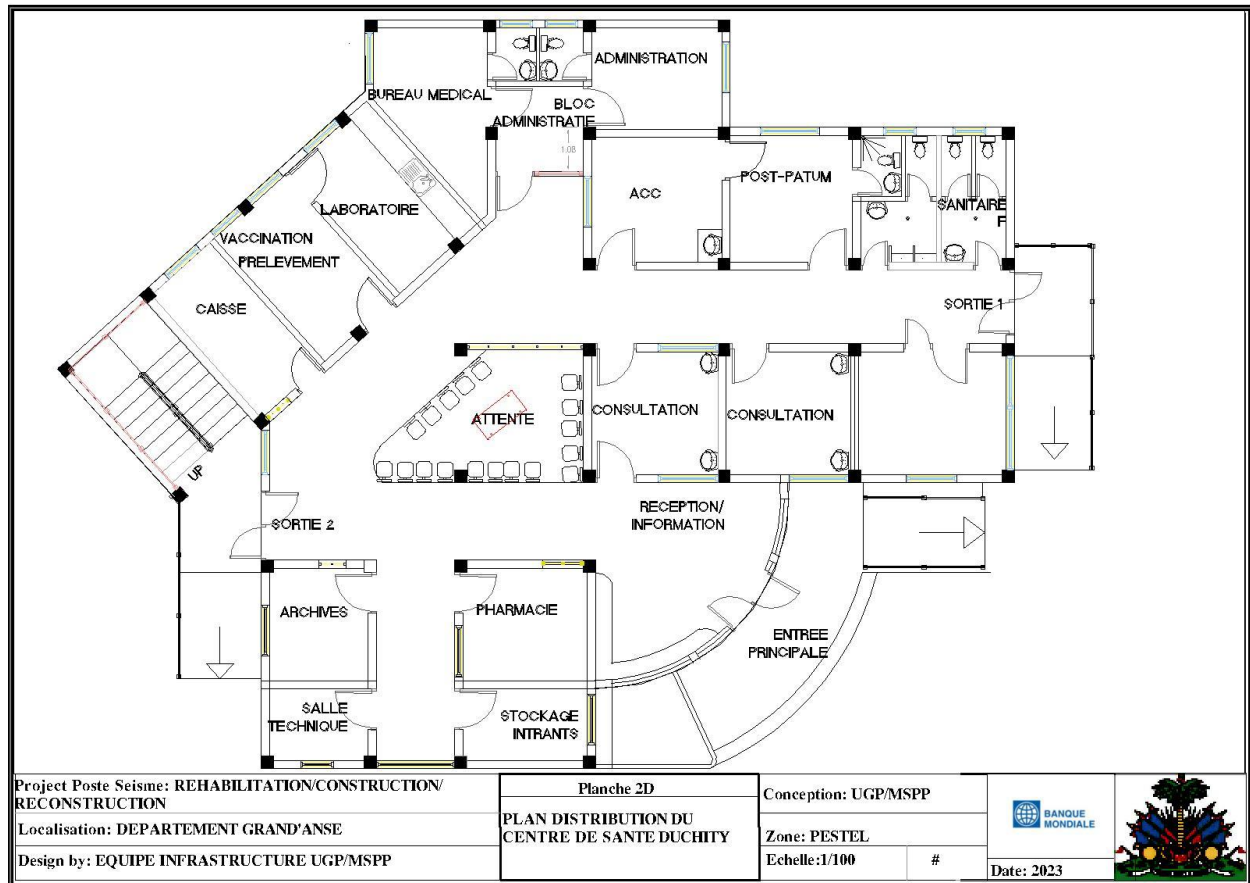 ADMINISTRATION
BUREAU MEDICAL
BLOC
ADMINISTRATIF
1.08
POST-PATUM
ACC
LABORATOIRE
SANITAIRE
F
VACCINATION
PRELEVEMENT
CAISSE
SORTIE 1
ATTENTE
CONSULTATION
CONSULTATION
UP
RECEPTION/
INFORMATION
SORTIE 2
ARCHIVES
PHARMACIE
ENTREE
PRINCIPALE
SALLE
TECHNIQUE
STOCKAGE
INTRANTS
Project Poste Seisme: REHABILITATION/CONSTRUCTION/
RECONSTRUCTION
Localisation: DEPARTEMENT GRAND'ANSE
Design by: EQUIPE INFRASTRUCTURE UGP/MSPP
Planche 2D
PLAN DISTRIBUTION DU
CENTRE DE SANTE DUCHITY
Conception: UGP/MSPP
Zone: PESTEL
Echelle:1/100
#
BANQUE
MONDIALE
Date: 2023